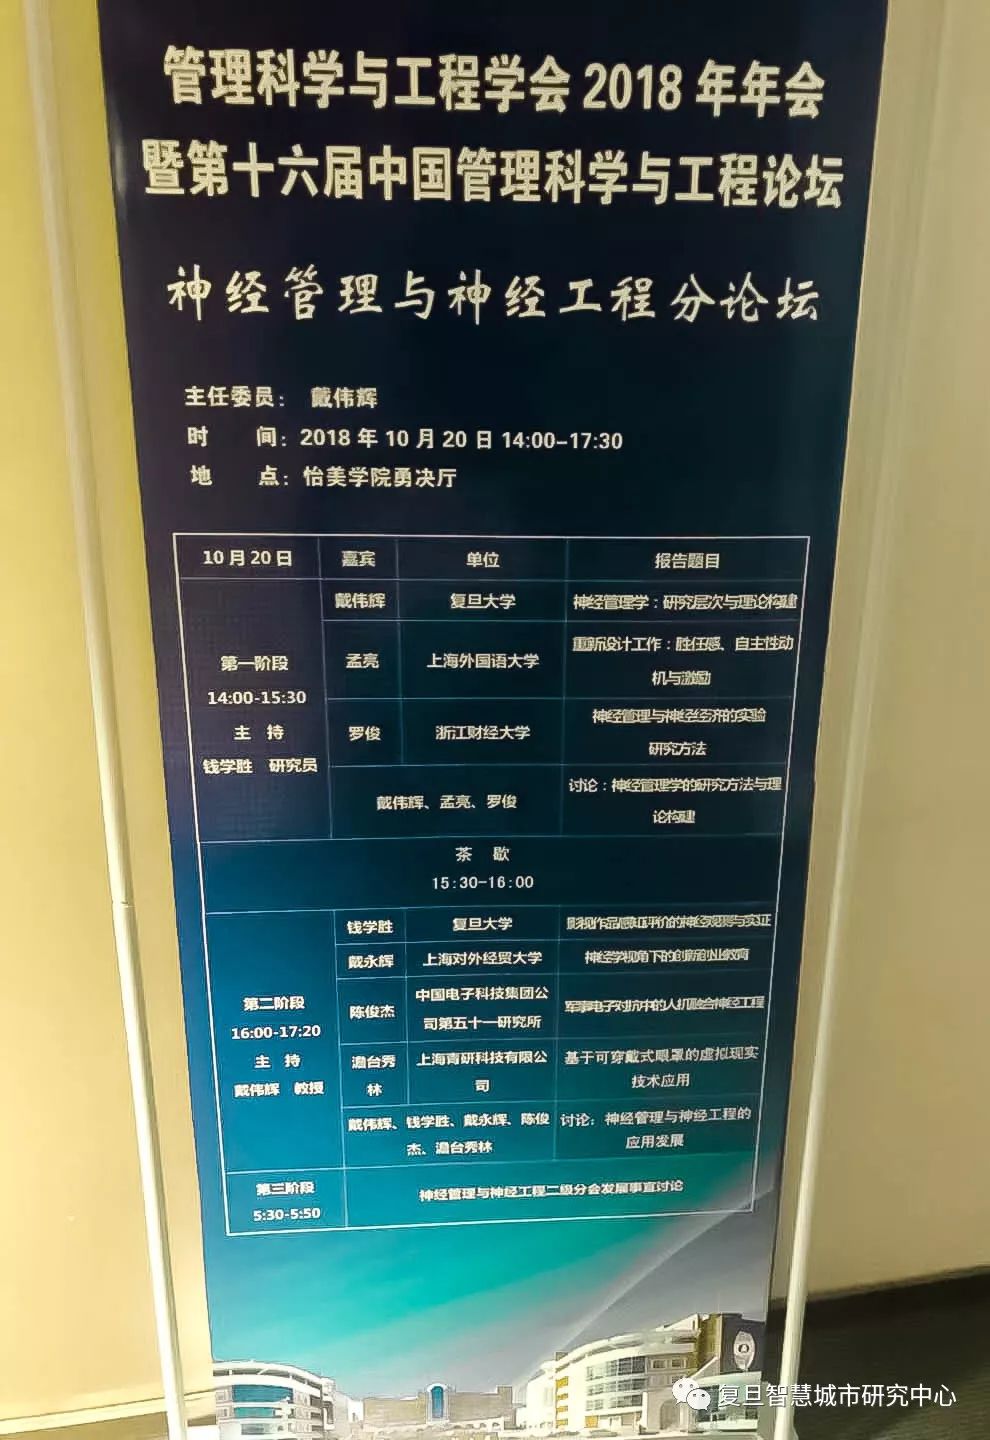 管理科学与工程学会2018年年会
暨第十六届中国管理科学与工程论坛
神经管理与神经工程分论坛
主任委员： 戴伟辉
时 间：2018年10月20日14:00-17:30
地 点：怡美学院勇决厅
10月20日 嘉宾 单位 报告题目
第一阶段
14:00-15:30
主 持
钱学胜 研究员
戴伟辉 复旦大学 神经管理学：研究层次与理论构建
孟亮 上海外国语大学 重新设计工作：胜任感、自主性动
机与激励
罗俊 浙江财经大学 神经管理与神经经济的实验
研究方法
戴伟辉、孟亮、罗俊 讨论：神经管理学的研究方法与理
论构建
茶 歇
15:30-16:00
第二阶段
16:00-17:20
主 持
戴伟辉 教授
钱学胜 复旦大学 影视作品感知评价的神经观测与实证
戴永辉 上海对外经贸大学 神经学视角下的创新创业教育
陈俊杰 中国电子科技集团公
司第五十一研究所 军事电子对抗中的人机融合神经工程
澹台秀
林 上海青研科技有限公
司 基于可穿戴式眼罩的虚拟现实
技术应用
戴伟辉、钱学胜、戴永辉、陈俊
杰、澹台秀林 讨论：神经管理与神经工程的
应用发展
第三阶段
5:30-5:50
神经管理与神经工程二级分会发展事宜讨论
复旦智慧城市研究中心